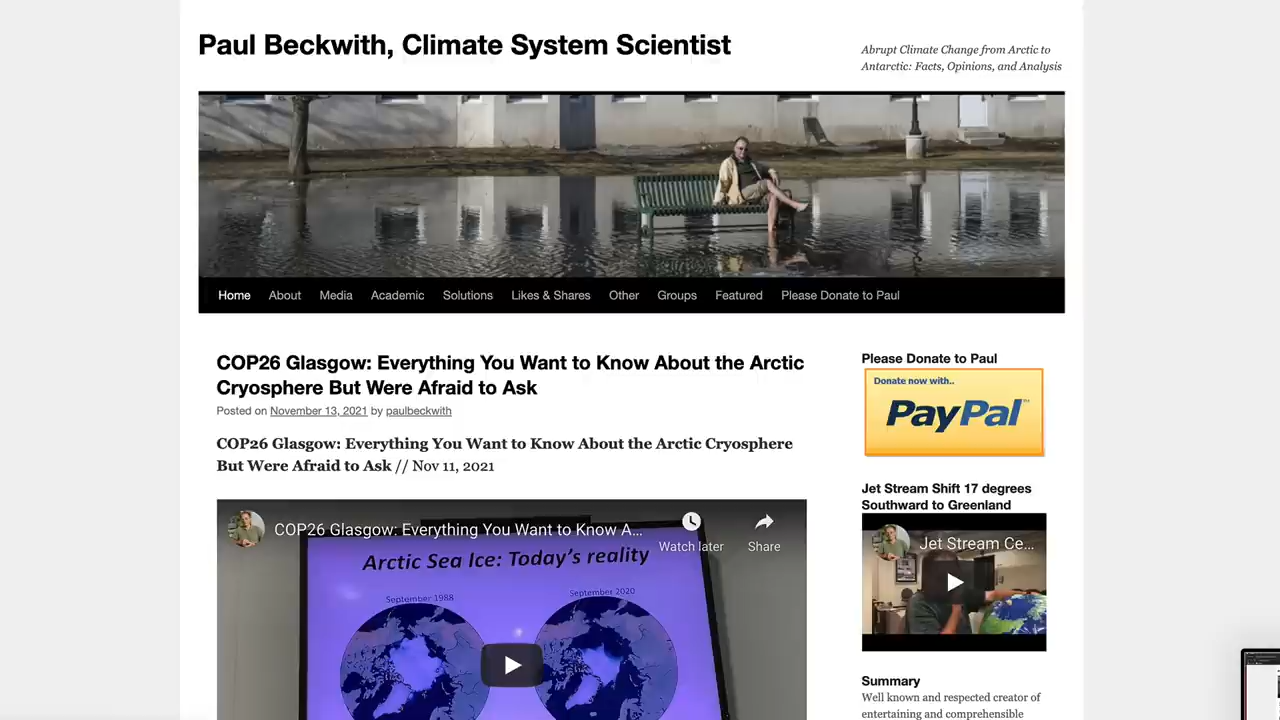 Paul Beckwith, Climate System Scientist
Abrupt Climate Change from Arctic to
Antarctic: Facts, Opinions, and Analysis
Home About Media Academic Solutions Likes & Shares Other Groups Featured Please Donate to Paul
COP26 Glasgow: Everything You Want to Know About the Arctic
Cryosphere But Were Afraid to Ask
Posted on November 13, 2021 by paulbeckwith
COP26 Glasgow: Everything You Want to Know About the Arctic Cryosphere
But Were Afraid to Ask // Nov 11, 2021
COP26 Glasgow: Everything You Want to Know A...
Watch later
Share
Arctic Sea Ice: Today's reality
September 1988
September 2020
Please Donate to Paul
Donate now with..
PayPal™
Jet Stream Shift 17 degrees
Southward to Greenland
Jet Stream Ce...
Summary
Well known and respected creator of
entertaining and comprehensible